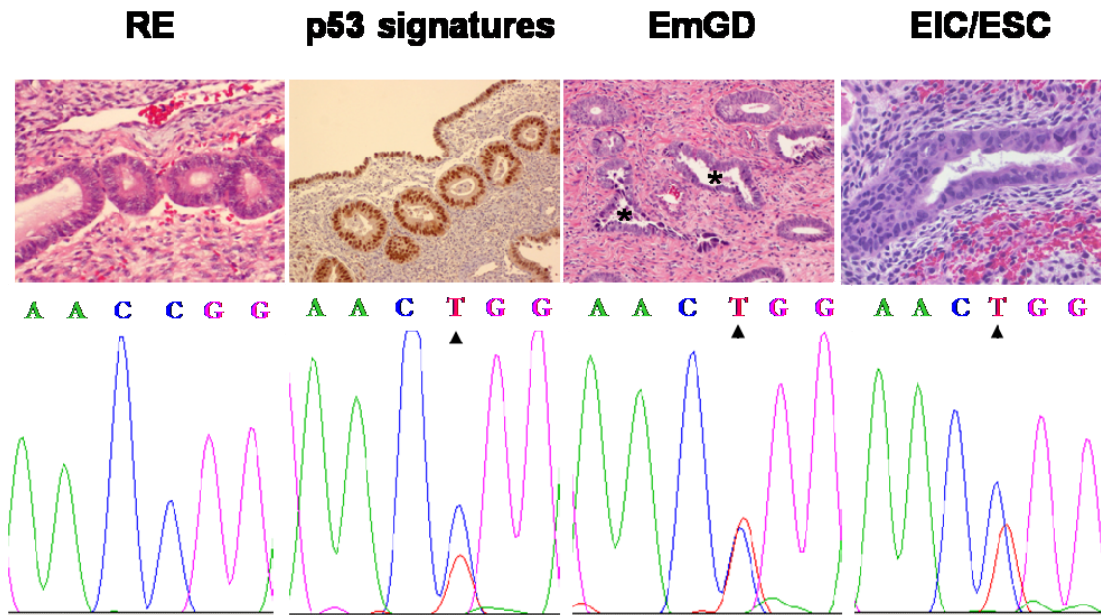 RE p53 signatures EmGD EIC/ESC
* *
A A C C G G A A C T G G A A C T G G A A C T G G